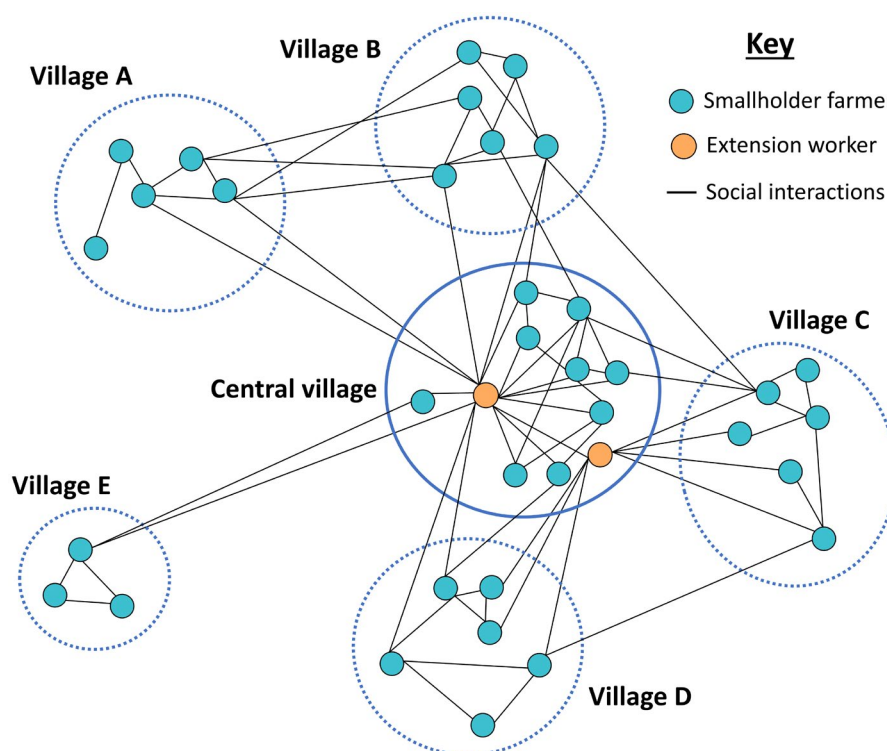 Key
Village B
Village A
Smallholder farme
Extension worker
Social interactions
Village C
Central village
Village E
Village D